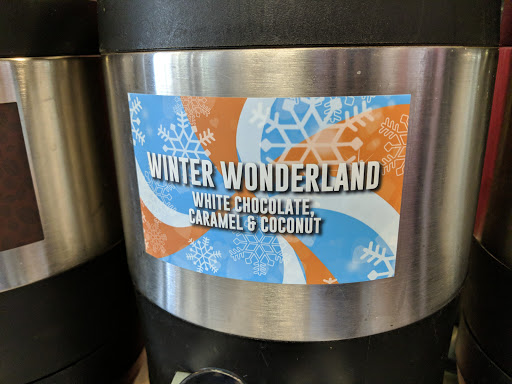 WINTER WONDERLAND
WHITE CHOCOLATE,
CARAMEL & COCONUT